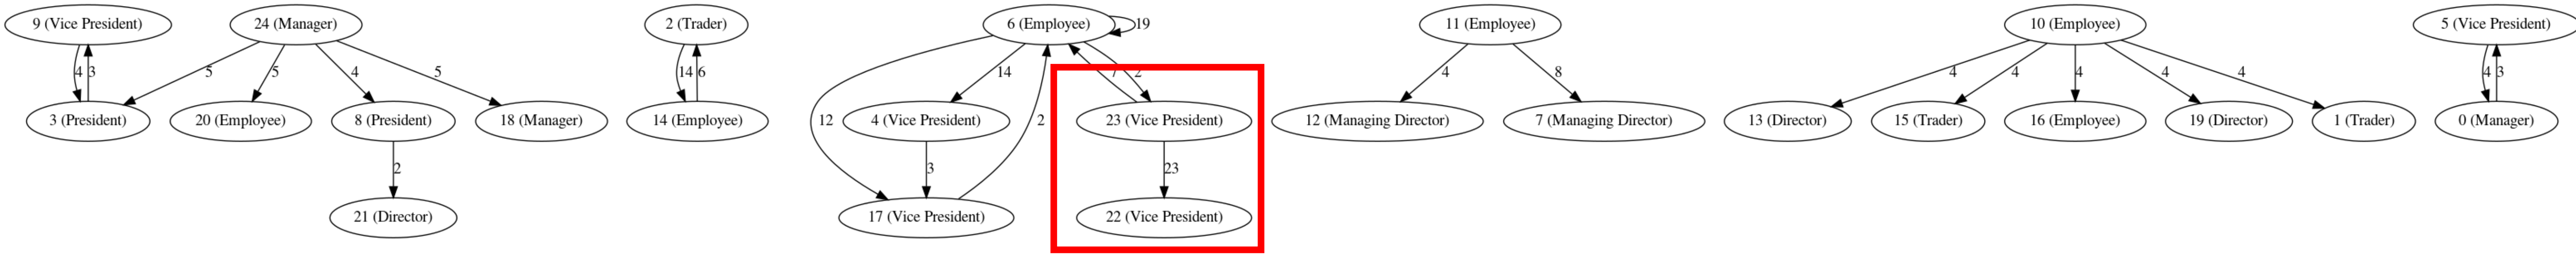 9 (Vice President) 24 (Manager) 2 (Trader) 6 (Employee) 19 11 (Employee) 10 (Employee) 5 (Vice President)
4 3 5 5 4 5 14 6 14 7 2 4 8 4 4 4 4 4 4 3
3 (President) 20 (Employee) 8 (President) 18 (Manager) 14 (Employee) 12 4 (Vice President) 2 23 (Vice President) 12 (Managing Director) 7 (Managing Director) 13 (Director) 15 (Trader) 16 (Employee) 19 (Director) 1 (Trader) 0 (Manager)
2 3 23
21 (Director) 17 (Vice President) 22 (Vice President)